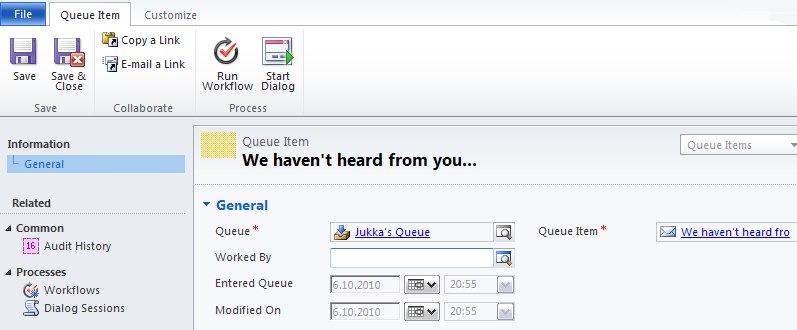 File Queue Item Customize
Save Save & Close Copy a Link E-mail a Link Run Workflow Start Dialog
Save Collaborate Process
Information
General
Related
Common
16 Audit History
Processes
Workflows
Dialog Sessions
Queue Item Queue Items
We haven't heard from you...
General
Queue * Jukka's Queue Queue Item * We haven't heard fro
Worked By
Entered Queue 6.10.2010 20:55
Modified On 6.10.2010 20:55